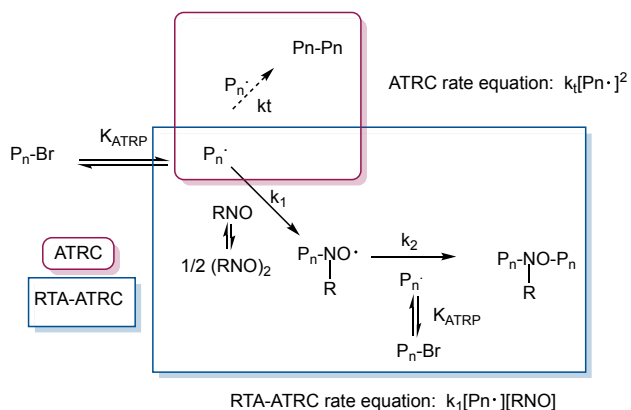 Pn-Pn
Pn· kt
ATRC rate equation: kt[Pn·]²
Pn-Br
KATRP
Pn·
k1
RNO
1/2 (RNO)2
Pn-NO·
R
k2
Pn·
KATRP
Pn-Br
Pn-NO-Pn
R
ATRC
RTA-ATRC
RTA-ATRC rate equation: k1[Pn·][RNO]